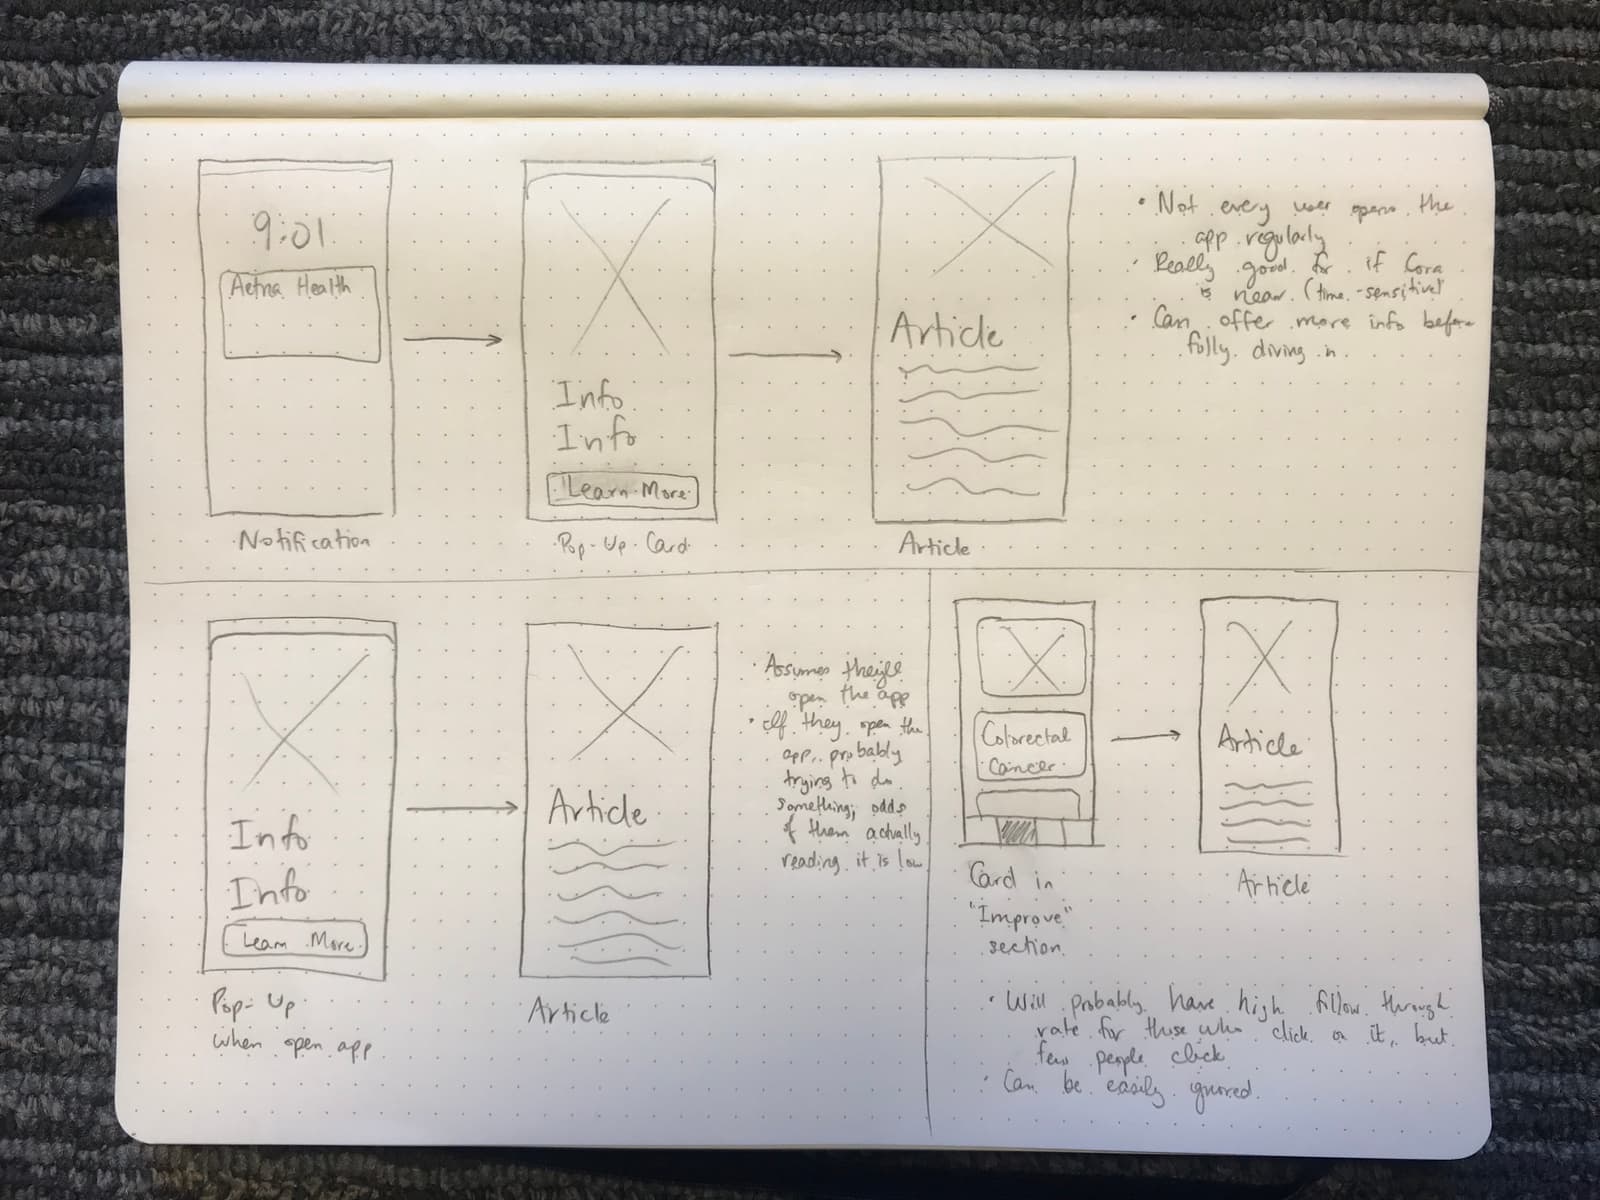 9:01
Aetna Health
Notification
Info
Info
Learn More
Pop-Up Card
Article
Article
• Not every user opens the
app regularly
• Really good for if Cora
is near (time-sensitive)
• Can offer more info before
fully diving in
Info
Info
Learn More
Pop-Up
when open app
Article
Article
• Assumes they'll
open the app
• If they open the
app, probably
trying to do
something; odds
of them actually
reading it is low
Colorectal
Cancer
Card in
"Improve"
section
Article
Article
• Will probably have high follow through
rate for those who click on it, but
few people click
• Can be easily ignored